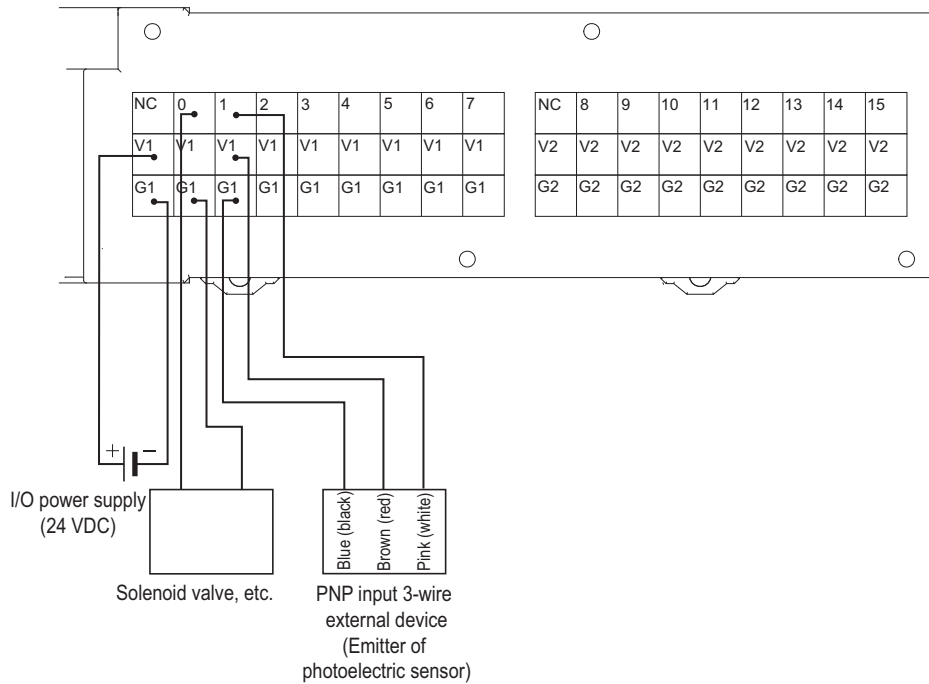 NC 0 1 2 3 4 5 6 7 NC 8 9 10 11 12 13 14 15
V1 V1 V1 V1 V1 V1 V1 V1 V1 V2 V2 V2 V2 V2 V2 V2 V2 V2
G1 G1 G1 G1 G1 G1 G1 G1 G1 G2 G2 G2 G2 G2 G2 G2 G2 G2
+ −
I/O power supply
(24 VDC)
Blue (black)
Brown (red)
Pink (white)
Solenoid valve, etc.
PNP input 3-wire
external device
(Emitter of
photoelectric sensor)